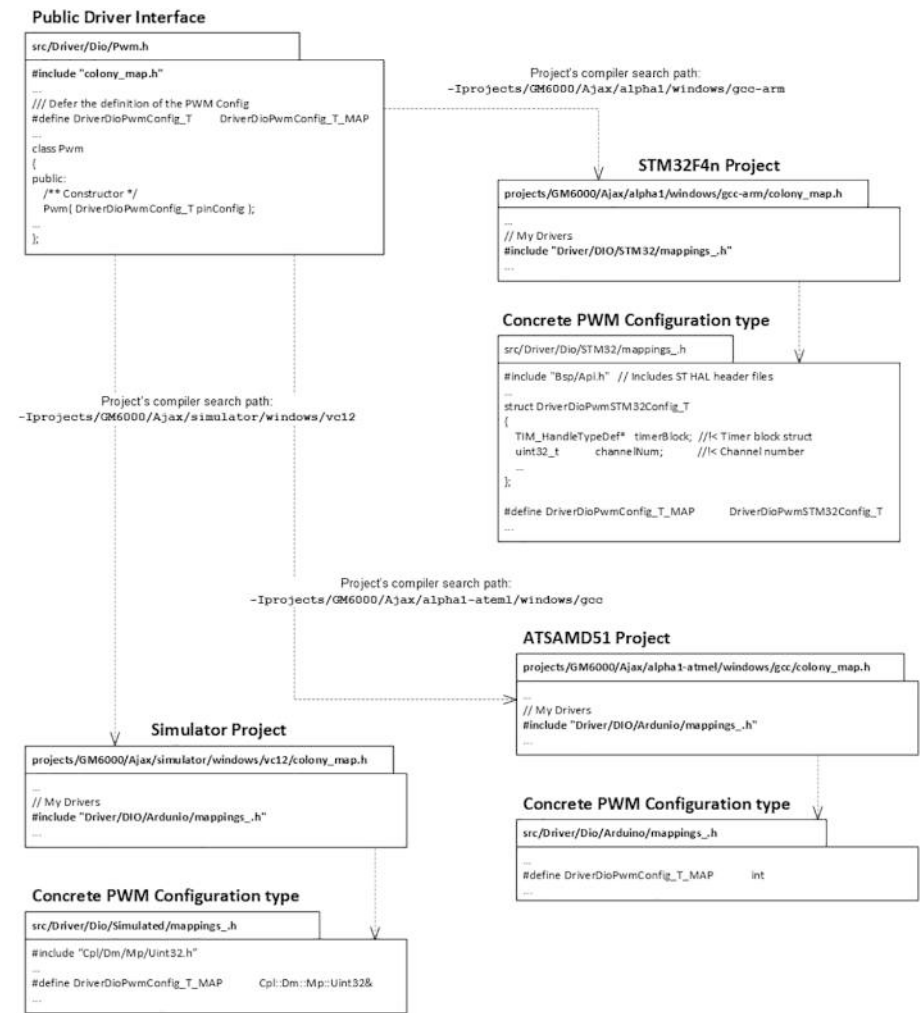 Public Driver Interface
src/Driver/Dio/Pwm.h
#include "colony_map.h"
...
/// Defer the definition of the PWM Config
#define DriverDioPwmConfig_T DriverDioPwmConfig_T_MAP
...
class Pwm
{
public:
/** Constructor */
Pwm( DriverDioPwmConfig_T pinConfig );
...
};
Project's compiler search path:
-Iprojects/GM6000/Ajax/alpha1/windows/gcc-arm
STM32F4n Project
projects/GM6000/Ajax/alpha1/windows/gcc-arm/colony_map.h
...
// My Drivers
#include "Driver/DIO/STM32/mappings_.h"
...
Concrete PWM Configuration type
src/Driver/Dio/STM32/mappings_.h
#include "Bsp/Api.h" // Includes ST HAL header files
...
struct DriverDioPwmSTM32Config_T
{
TIM_HandleTypeDef* timerBlock; //!< Timer block struct
uint32_t channelNum; //!< Channel number
...
};
#define DriverDioPwmConfig_T_MAP DriverDioPwmSTM32Config_T
...
Project's compiler search path:
-Iprojects/GM6000/Ajax/simulator/windows/vc12
Project's compiler search path:
-Iprojects/GM6000/Ajax/alpha1-ateml/windows/gcc
ATSAMD51 Project
projects/GM6000/Ajax/alpha1-atmel/windows/gcc/colony_map.h
...
// My Drivers
#include "Driver/DIO/Ardunio/mappings_.h"
...
Concrete PWM Configuration type
src/Driver/Dio/Arduino/mappings_.h
...
#define DriverDioPwmConfig_T_MAP int
...
Simulator Project
projects/GM6000/Ajax/simulator/windows/vc12/colony_map.h
...
// My Drivers
#include "Driver/DIO/Ardunio/mappings_.h"
...
Concrete PWM Configuration type
src/Driver/Dio/Simulated/mappings_.h
#include "Cpl/Dm/Mp/Uint32.h"
...
#define DriverDioPwmConfig_T_MAP Cpl::Dm::Mp::Uint32&
...